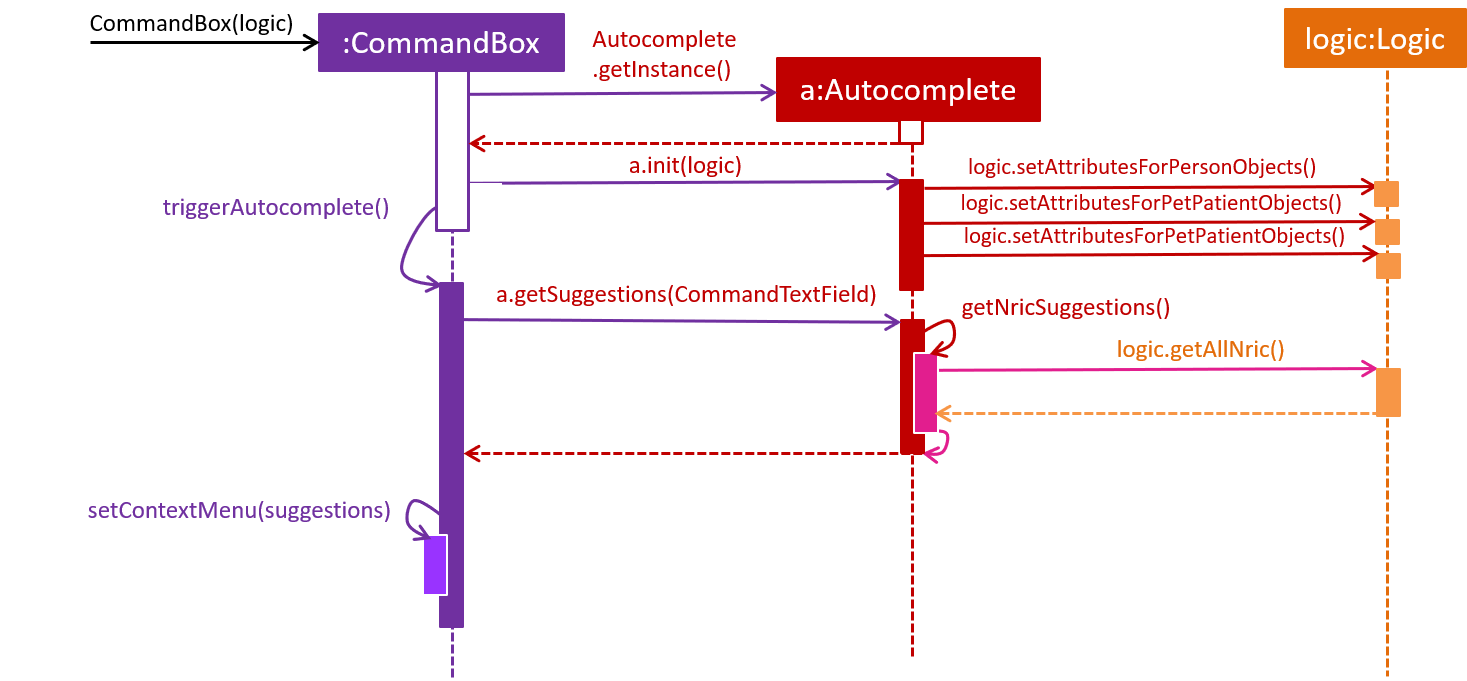 CommandBox(logic)
:CommandBox
Autocomplete
.getInstance()
a:Autocomplete
logic:Logic
a.init(logic)
logic.setAttributesForPersonObjects()
triggerAutocomplete()
logic.setAttributesForPetPatientObjects()
logic.setAttributesForPetPatientObjects()
a.getSuggestions(CommandTextField)
getNricSuggestions()
logic.getAllNric()
setContextMenu(suggestions)